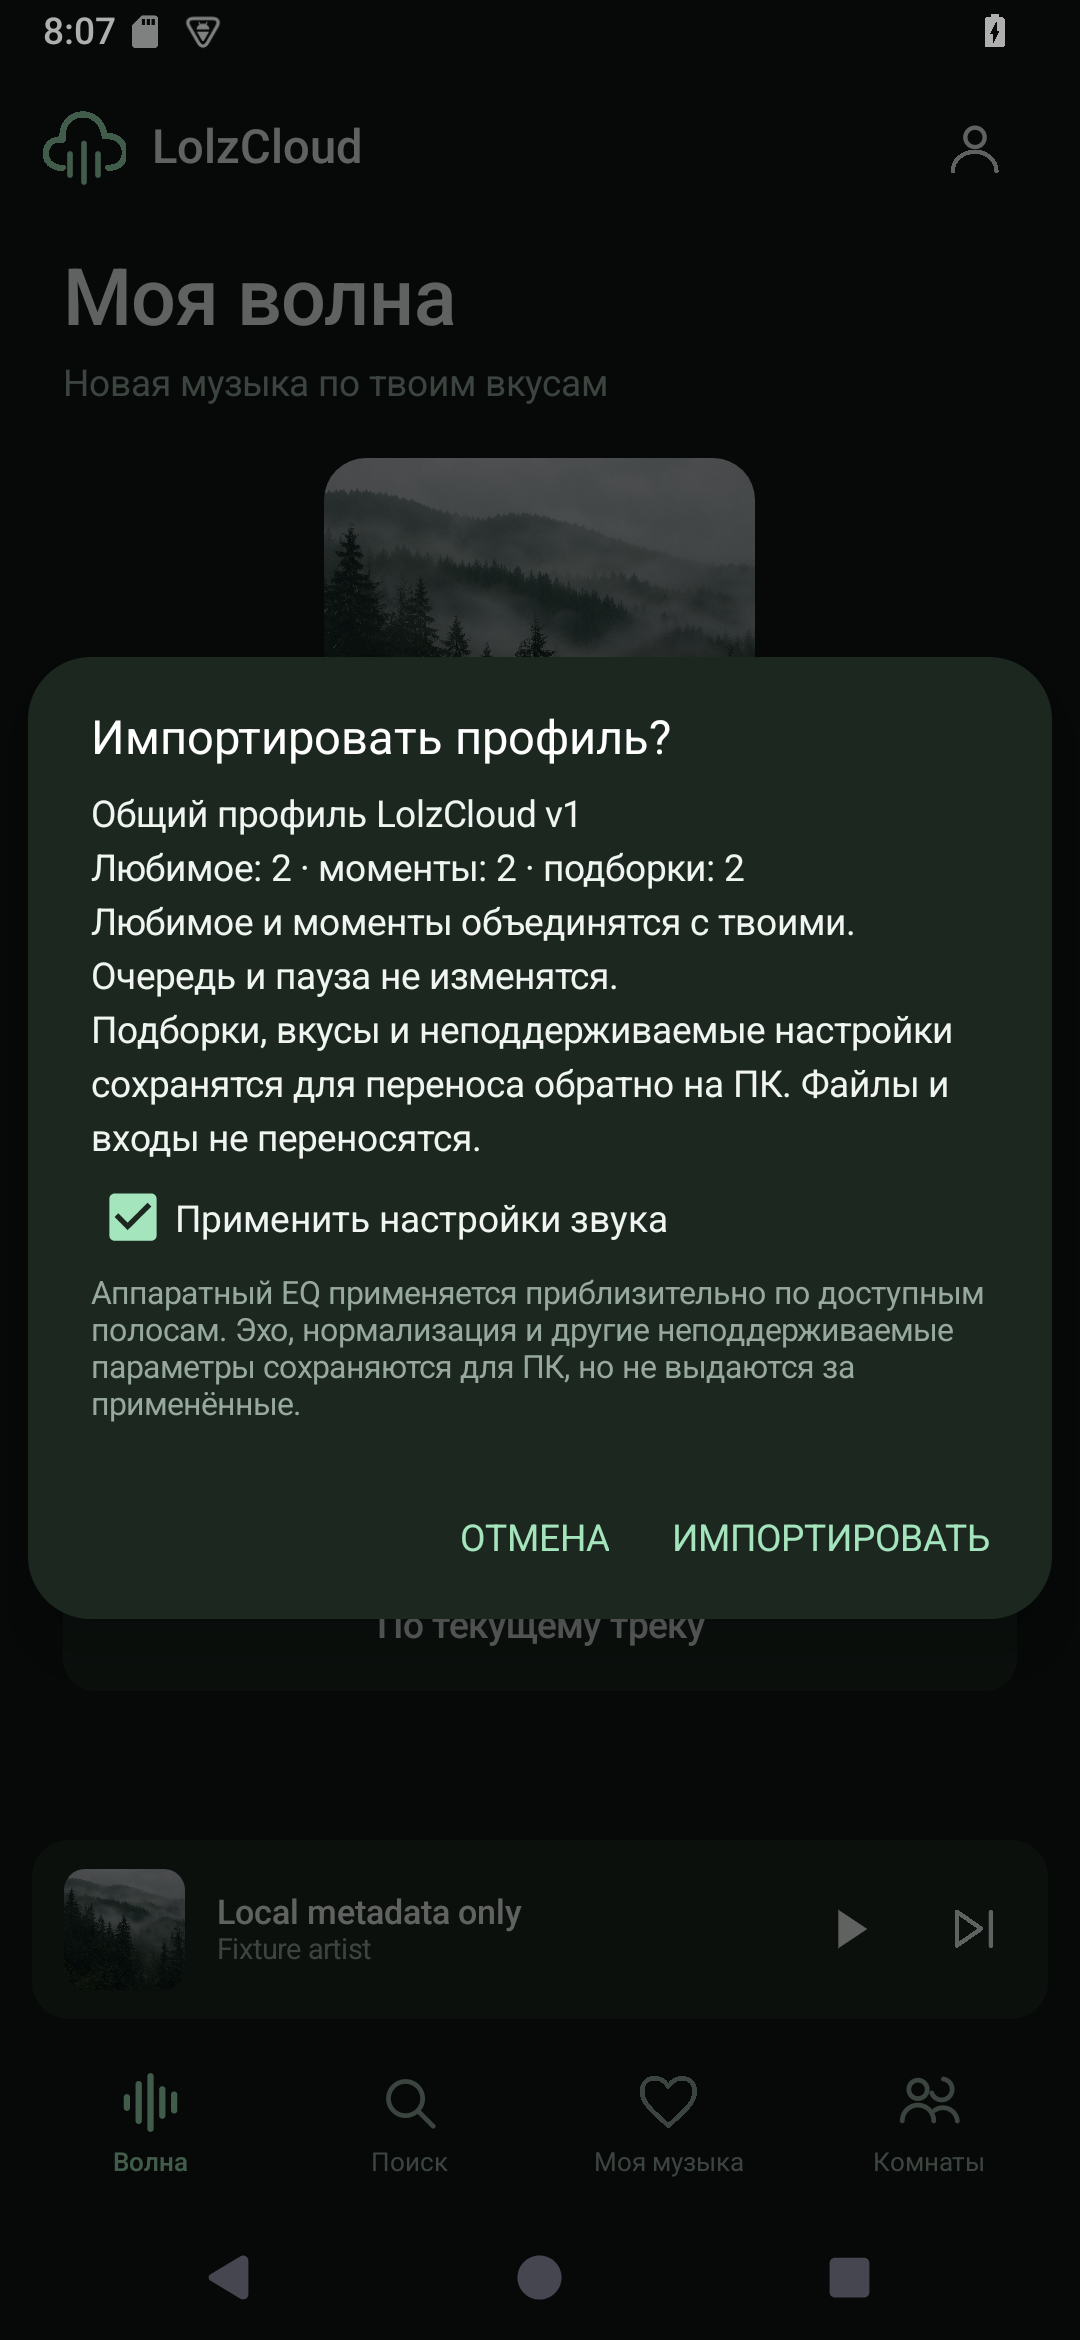 8:07
LolzCloud
Моя волна
Новая музыка по твоим вкусам
Импортировать профиль?
Общий профиль LolzCloud v1
Любимое: 2 · моменты: 2 · подборки: 2
Любимое и моменты объединятся с твоими.
Очередь и пауза не изменятся.
Подборки, вкусы и неподдерживаемые настройки
сохранятся для переноса обратно на ПК. Файлы и
входы не переносятся.
Применить настройки звука
Аппаратный EQ применяется приблизительно по доступным
полосам. Эхо, нормализация и другие неподдерживаемые
параметры сохраняются для ПК, но не выдаются за
применённые.
ОТМЕНА ИМПОРТИРОВАТЬ
По текущему треку
Local metadata only
Fixture artist
Волна Поиск Моя музыка Комнаты